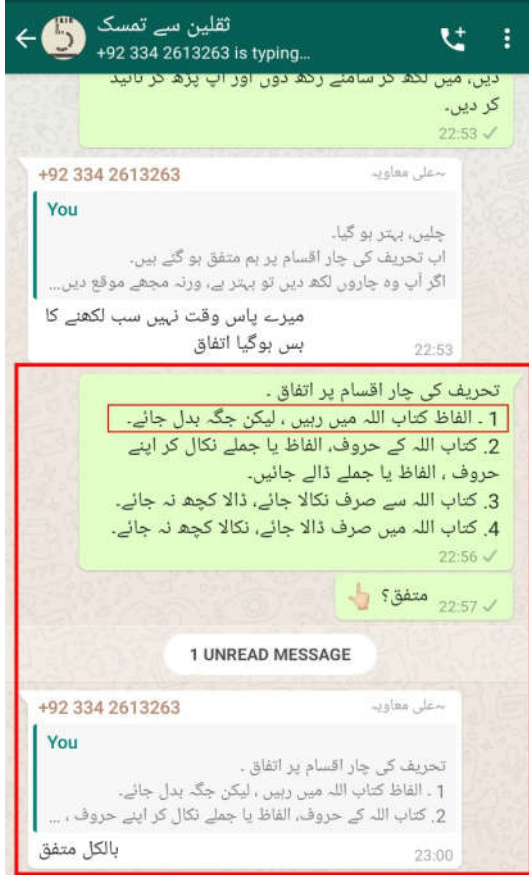 ثقلین سے تمسک
+92 334 2613263 is typing...
دیں، میں لکھ کر سامنے رکھ دوں اور آپ پڑھ کر تائید
کر دیں۔
22:53
+92 334 2613263 ~علی معاویہ
You
چلیں، بہتر ہو گیا۔
اب تحریف کی چار اقسام پر ہم متفق ہو گئے ہیں۔
اگر آپ وہ چاروں لکھ دیں تو بہتر ہے، ورنہ مجھے موقع دیں...
میرے پاس وقت نہیں سب لکھنے کا
بس ہوگیا اتفاق
22:53
تحریف کی چار اقسام پر اتفاق ۔
1 ۔ الفاظ کتاب اللہ میں رہیں ، لیکن جگہ بدل جائے۔
2. کتاب اللہ کے حروف، الفاظ یا جملے نکال کر اپنے
حروف ، الفاظ یا جملے ڈالے جائیں۔
3. کتاب اللہ سے صرف نکالا جائے، ڈالا کچھ نہ جائے۔
4. کتاب اللہ میں صرف ڈالا جائے، نکالا کچھ نہ جائے۔
22:56
متفق؟ 👆
22:57
1 UNREAD MESSAGE
+92 334 2613263 ~علی معاویہ
You
تحریف کی چار اقسام پر اتفاق ۔
1 ۔ الفاظ کتاب اللہ میں رہیں ، لیکن جگہ بدل جائے۔
2. کتاب اللہ کے حروف، الفاظ یا جملے نکال کر اپنے حروف ، ...
بالکل متفق
23:00